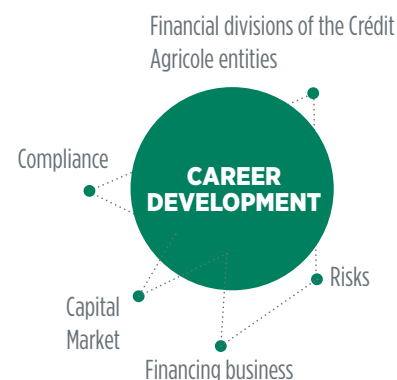 Financial divisions of the Crédit
Agricole entities
Compliance
CAREER
DEVELOPMENT
Risks
Capital
Market
Financing business